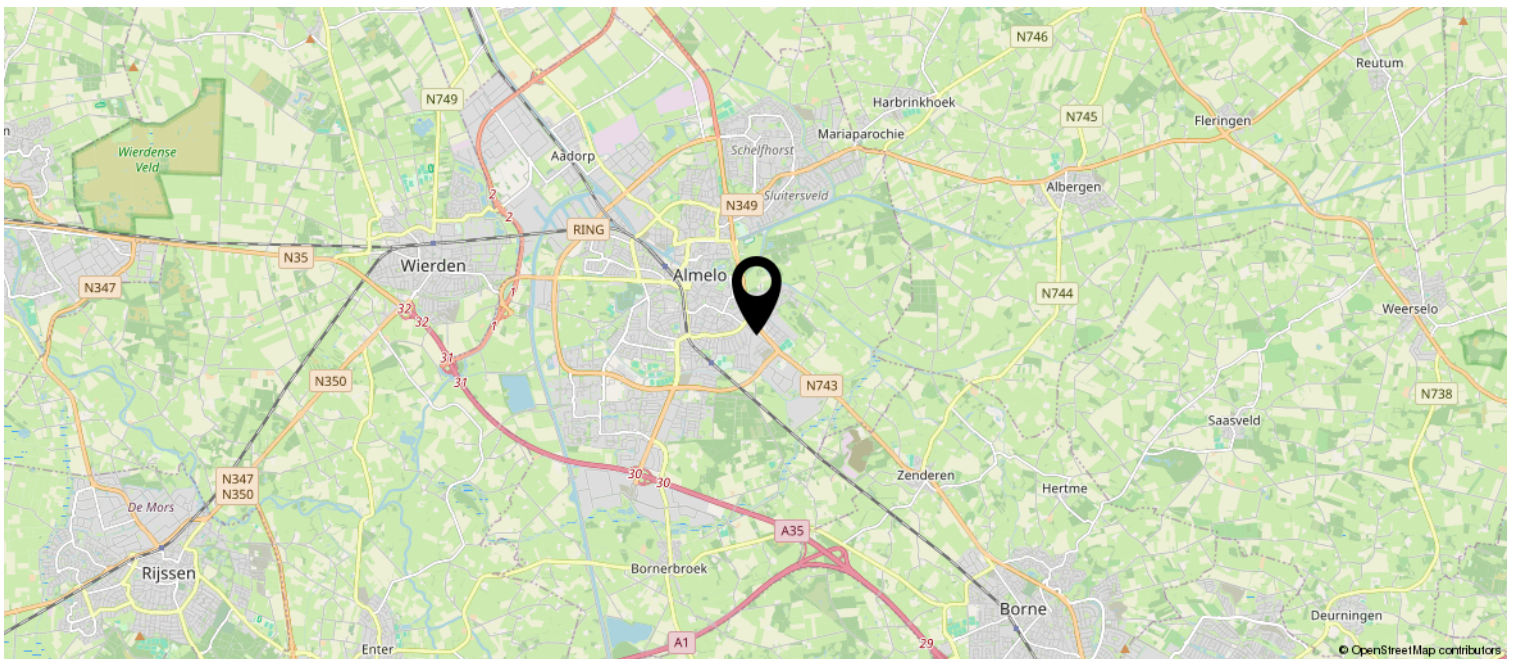 N746
Reutum
N749
Harbrinkhoek
N745
Fleringen
n
Mariaparochie
Wierdense
Veld
Schelfhorst
Aadorp
Albergen
2
Sluitersveld
N349
2
RING
N35
Wierden
Almelo
N347
1
N744
32
32
Weerselo
1
31
31
N350
N743
N738
Saasveld
30
30
Zenderen
N347
N350
Hertme
De Mors
A35
Rijssen
Bornerbroek
Borne
Deurningen
A1
29
Enter
© OpenStreetMap contributors